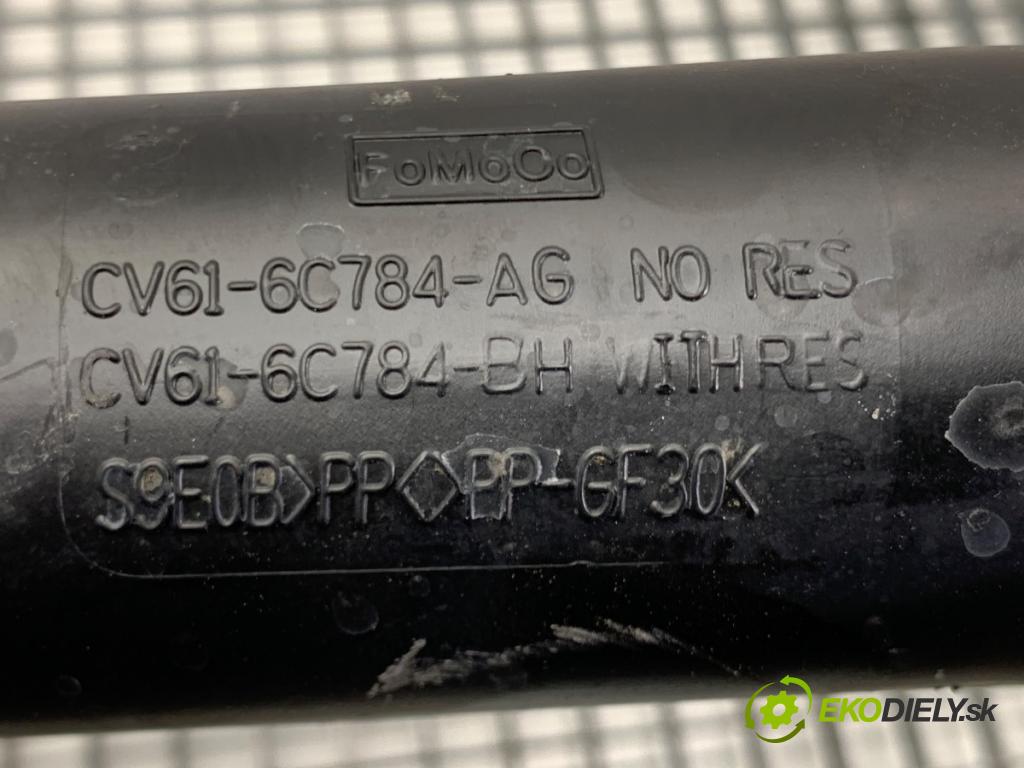 FoMoCo
CV61-6C784-AG NO RES
CV61-6C784-BH WITH RES
S9E0B>PP<>PP-GF30<
EKODIELY.sk